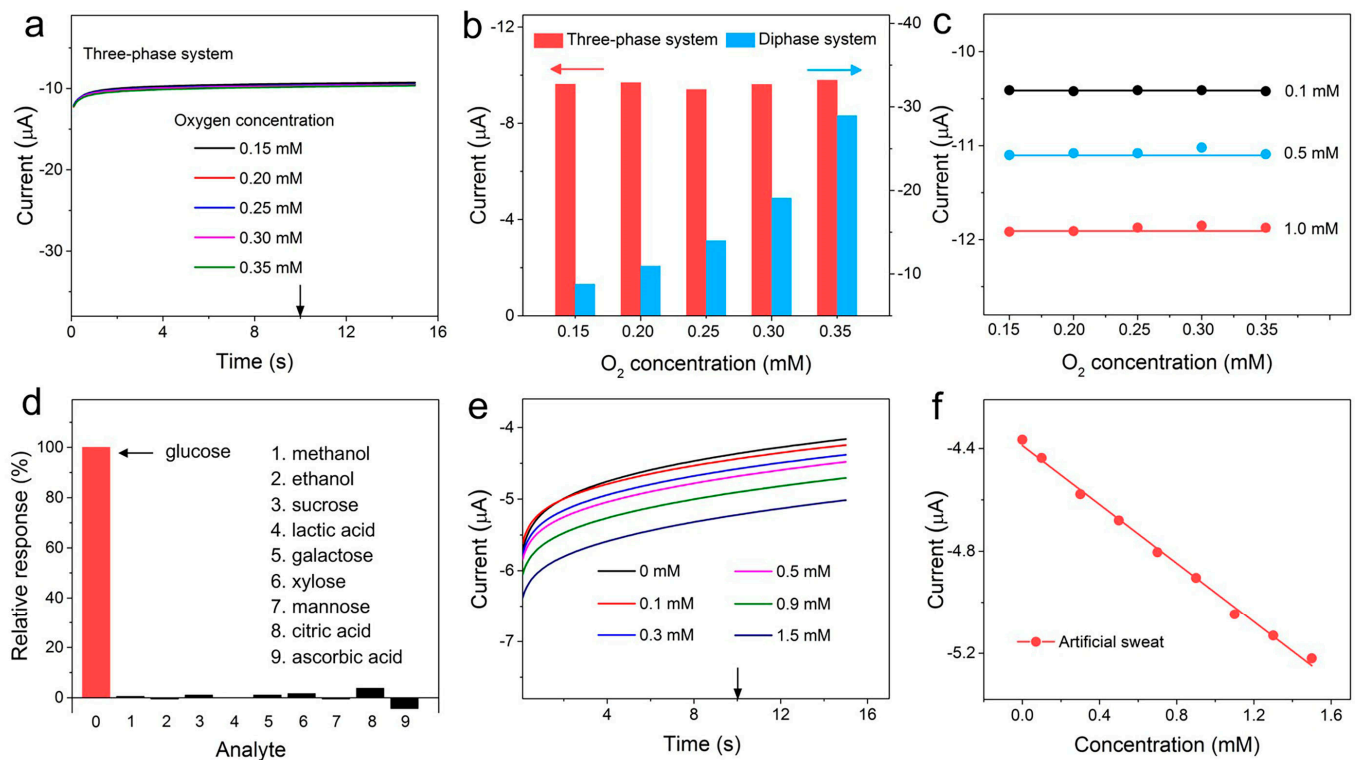 a
Three-phase system
Oxygen concentration
0.15 mM
0.20 mM
0.25 mM
0.30 mM
0.35 mM
-10
-20
-30
Current (μA)
0
4
8
12
16
Time (s)
b
Three-phase system
Diphase system
-12
-8
-4
0
Current (μA)
-40
-30
-20
-10
Current (μA)
0.15
0.20
0.25
0.30
0.35
O₂ concentration (mM)
c
-10
-11
-12
Current (μA)
0.1 mM
0.5 mM
1.0 mM
0.15
0.20
0.25
0.30
0.35
O₂ concentration (mM)
d
100
80
60
40
20
0
Relative response (%)
glucose
1. methanol
2. ethanol
3. sucrose
4. lactic acid
5. galactose
6. xylose
7. mannose
8. citric acid
9. ascorbic acid
0
1
2
3
4
5
6
7
8
9
Analyte
e
-4
-5
-6
-7
Current (μA)
0 mM
0.5 mM
0.1 mM
0.9 mM
0.3 mM
1.5 mM
4
8
12
16
Time (s)
f
-4.4
-4.8
-5.2
Current (μA)
Artificial sweat
0.0
0.4
0.8
1.2
1.6
Concentration (mM)